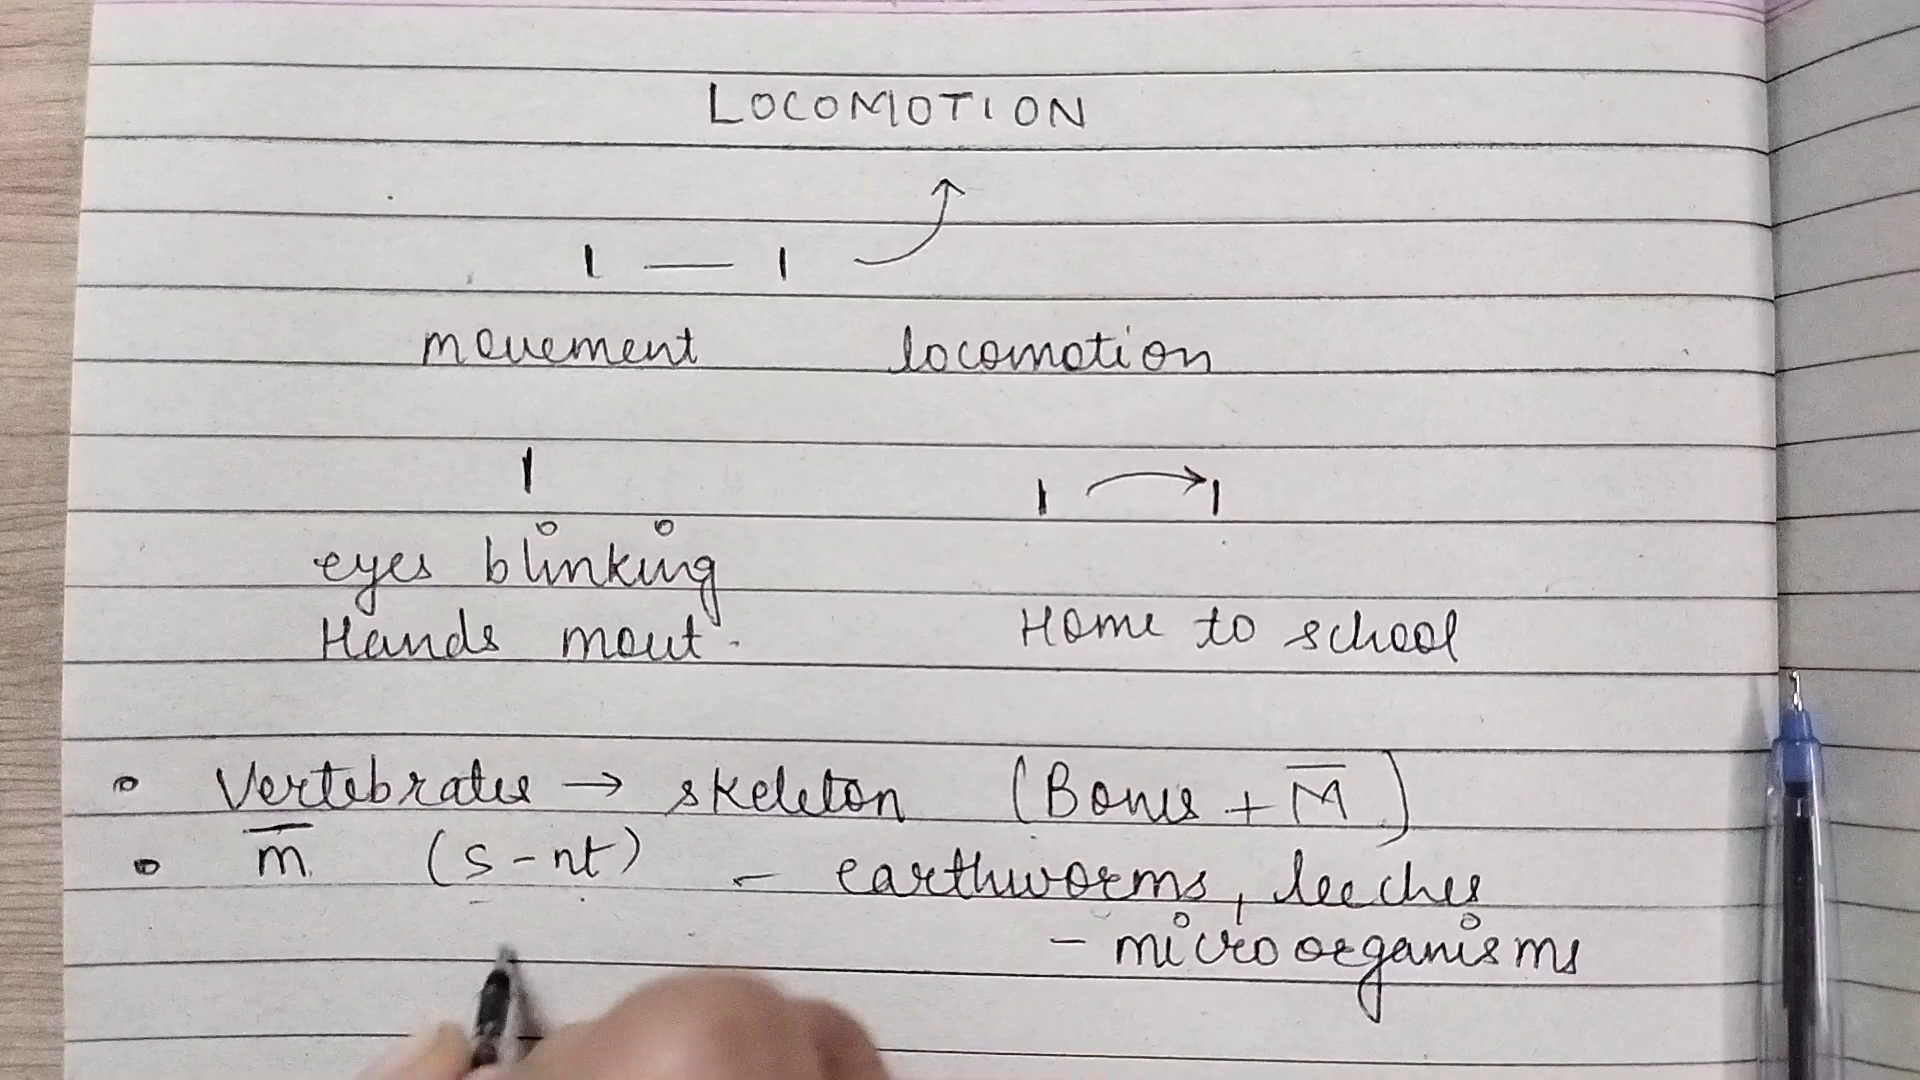 LOCOMOTION
I — I
movement locomotion
I I → I
eyes blinking
Hands mout. Home to school
• Vertebrates → skeleton (Bones + M̅)
• m̅ (s-nt) - earthworms, leeches
- microorganisms